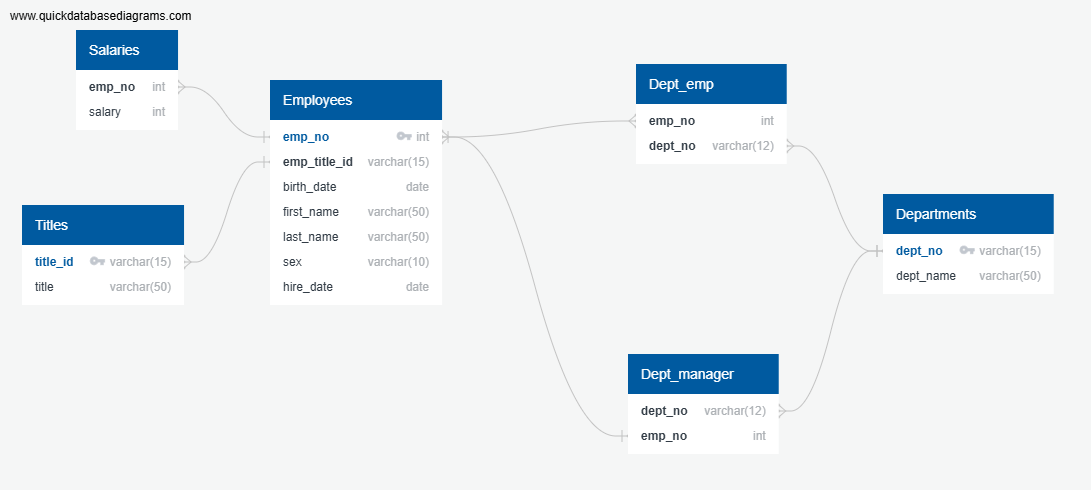 www.quickdatabasediagrams.com
Salaries
emp_no int
salary int
Titles
title_id varchar(15)
title varchar(50)
Employees
emp_no int
emp_title_id varchar(15)
birth_date date
first_name varchar(50)
last_name varchar(50)
sex varchar(10)
hire_date date
Dept_emp
emp_no int
dept_no varchar(12)
Dept_manager
dept_no varchar(12)
emp_no int
Departments
dept_no varchar(15)
dept_name varchar(50)